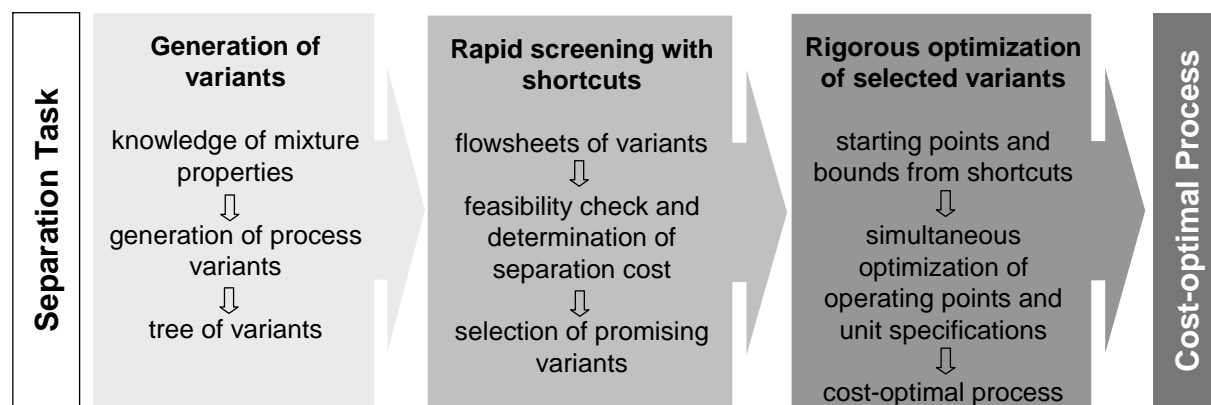 Separation Task
Generation of
variants
knowledge of mixture
properties
generation of process
variants
tree of variants
Rapid screening with
shortcuts
flowsheets of variants
feasibility check and
determination of
separation cost
selection of promising
variants
Rigorous optimization
of selected variants
starting points and
bounds from shortcuts
simultaneous
optimization of
operating points and
unit specifications
cost-optimal process
Cost-optimal Process